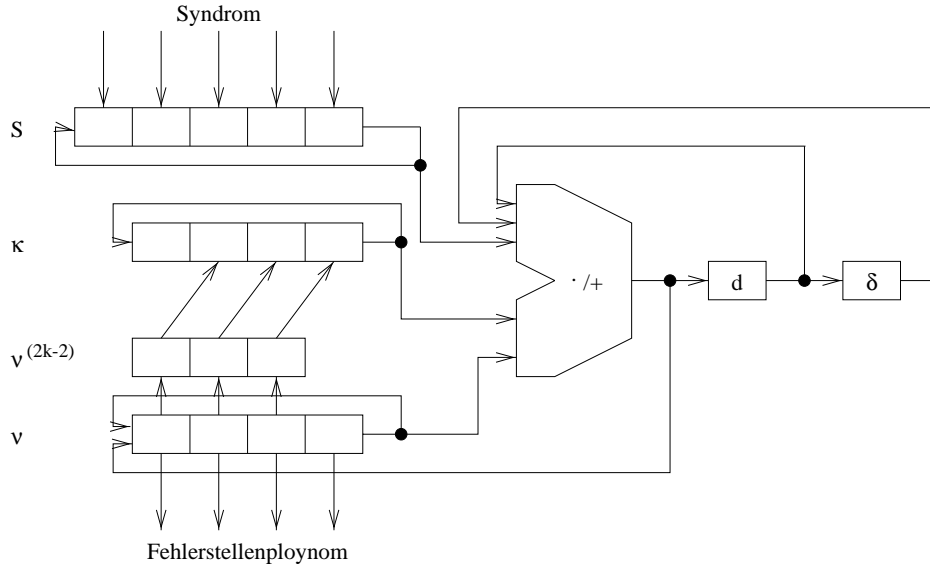 Syndrom
S
κ
· /+
d
δ
ν (2k-2)
ν
Fehlerstellenploynom